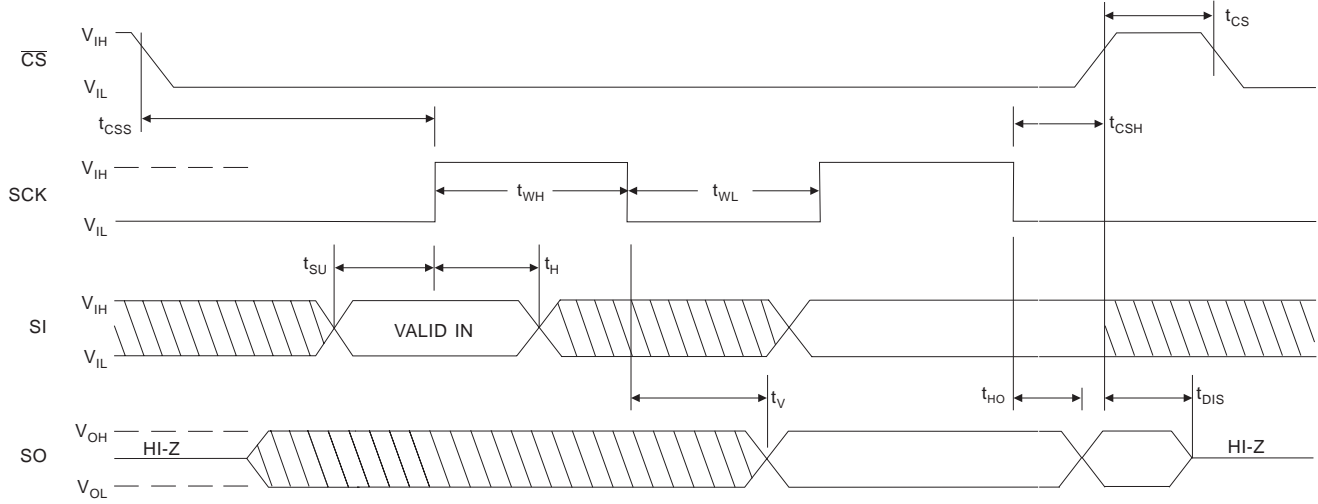 t_CS
V_IH
C̅S̅
V_IL
t_CSS
t_CSH
V_IH
t_WH
t_WL
SCK
V_IL
t_SU
t_H
V_IH
SI
VALID IN
V_IL
t_V
t_HO
t_DIS
V_OH
HI-Z
HI-Z
SO
V_OL